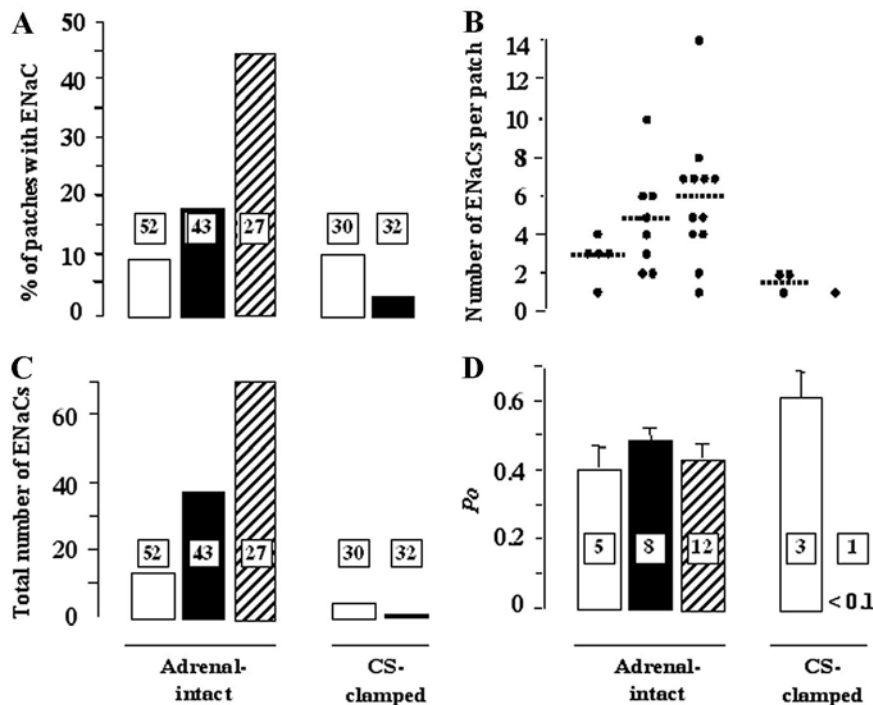 A
% of patches with ENaC
50
40
30
20
10
0
52
43
27
30
32
B
Number of ENaCs per patch
14
12
10
8
6
4
2
0
C
Total number of ENaCs
60
40
20
0
52
43
27
30
32
Adrenal-
intact
CS-
clamped
D
Po
0.6
0.4
0.2
0
5
8
12
3
1
< 0.1
Adrenal-
intact
CS-
clamped